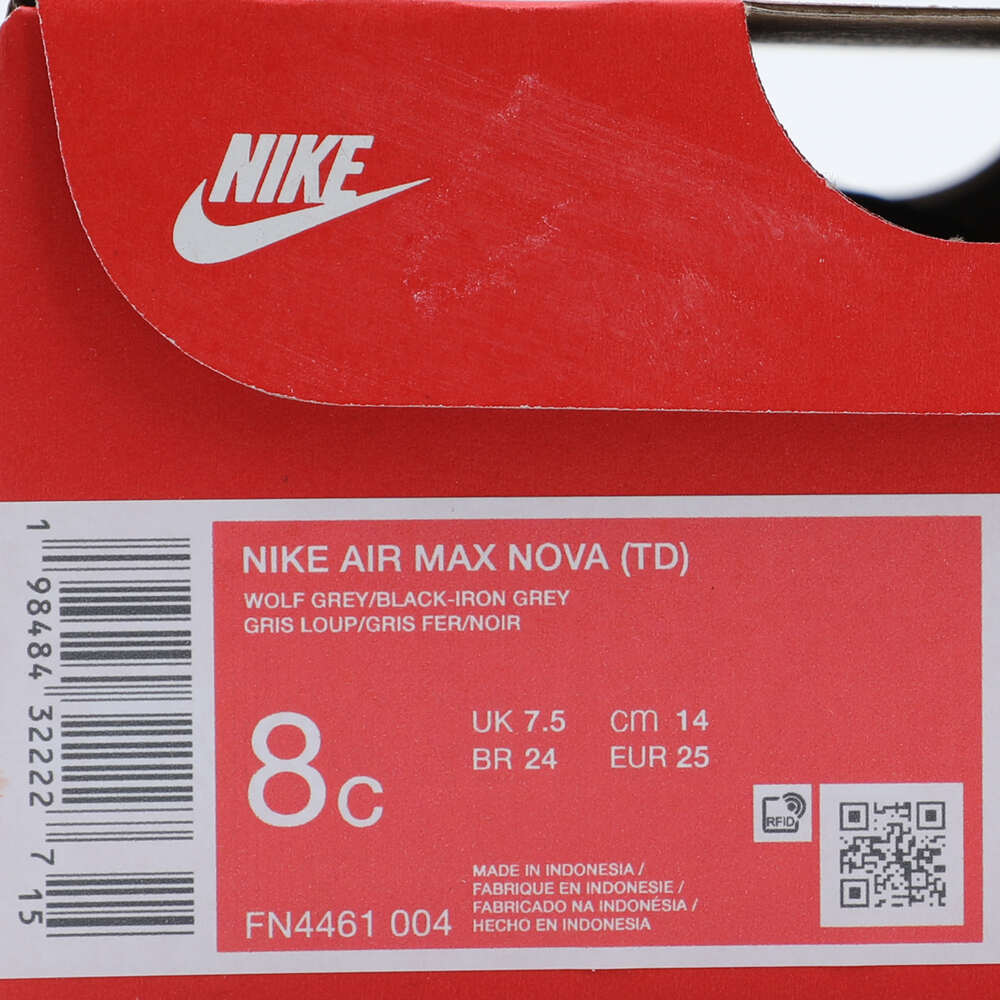 NIKE
NIKE AIR MAX NOVA (TD)
WOLF GREY/BLACK-IRON GREY
GRIS LOUP/GRIS FER/NOIR
8C
UK 7.5 cm 14
BR 24 EUR 25
RFID
MADE IN INDONESIA /
FABRIQUE EN INDONESIE /
FABRICADO NA INDONÉSIA /
HECHO EN INDONESIA
FN4461 004
1 98484 32222 7 15